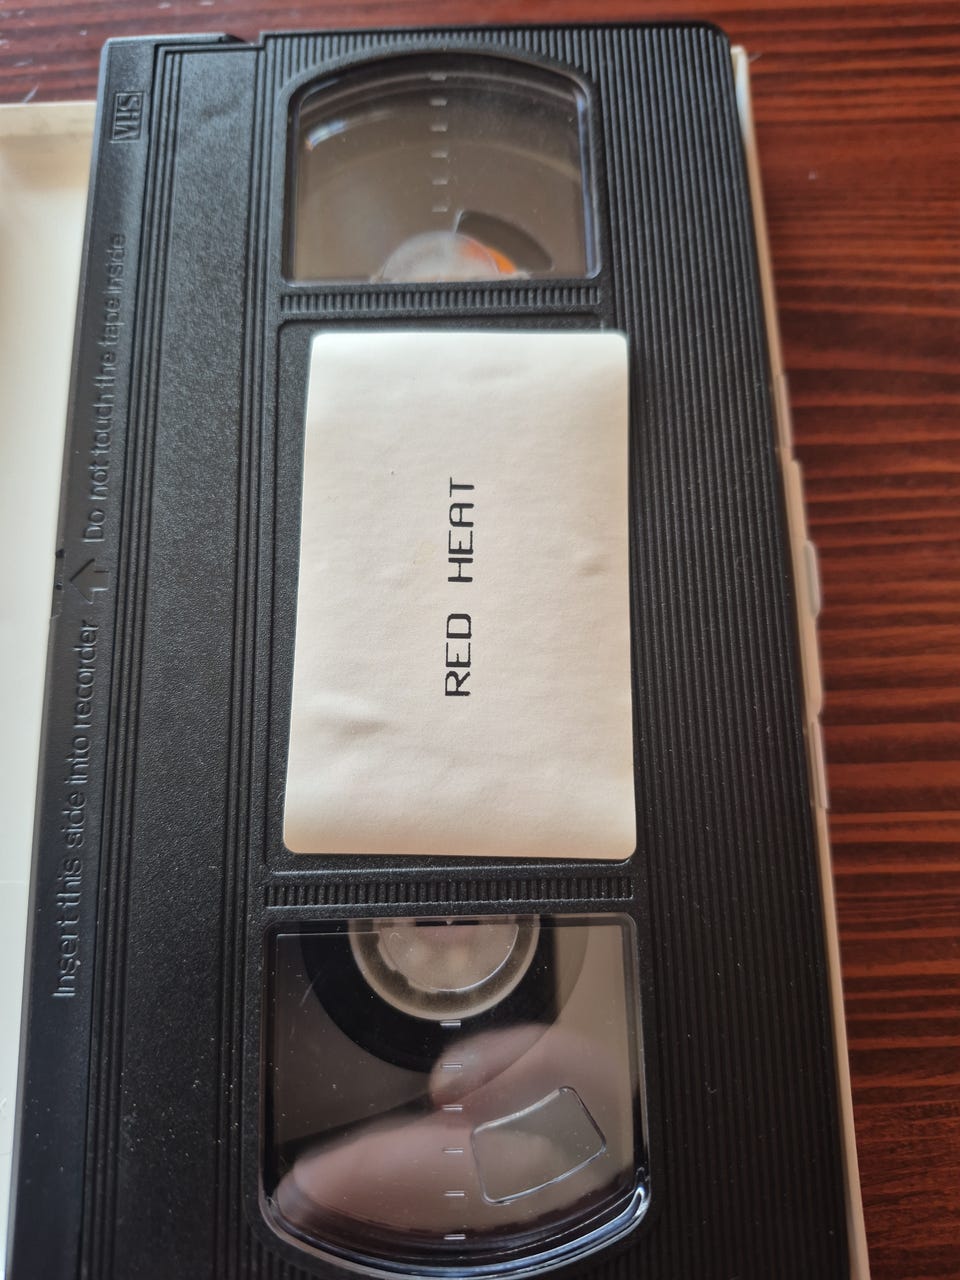 VHS
Insert this side into recorder ⇧ Do not touch the tape inside
RED HEAT